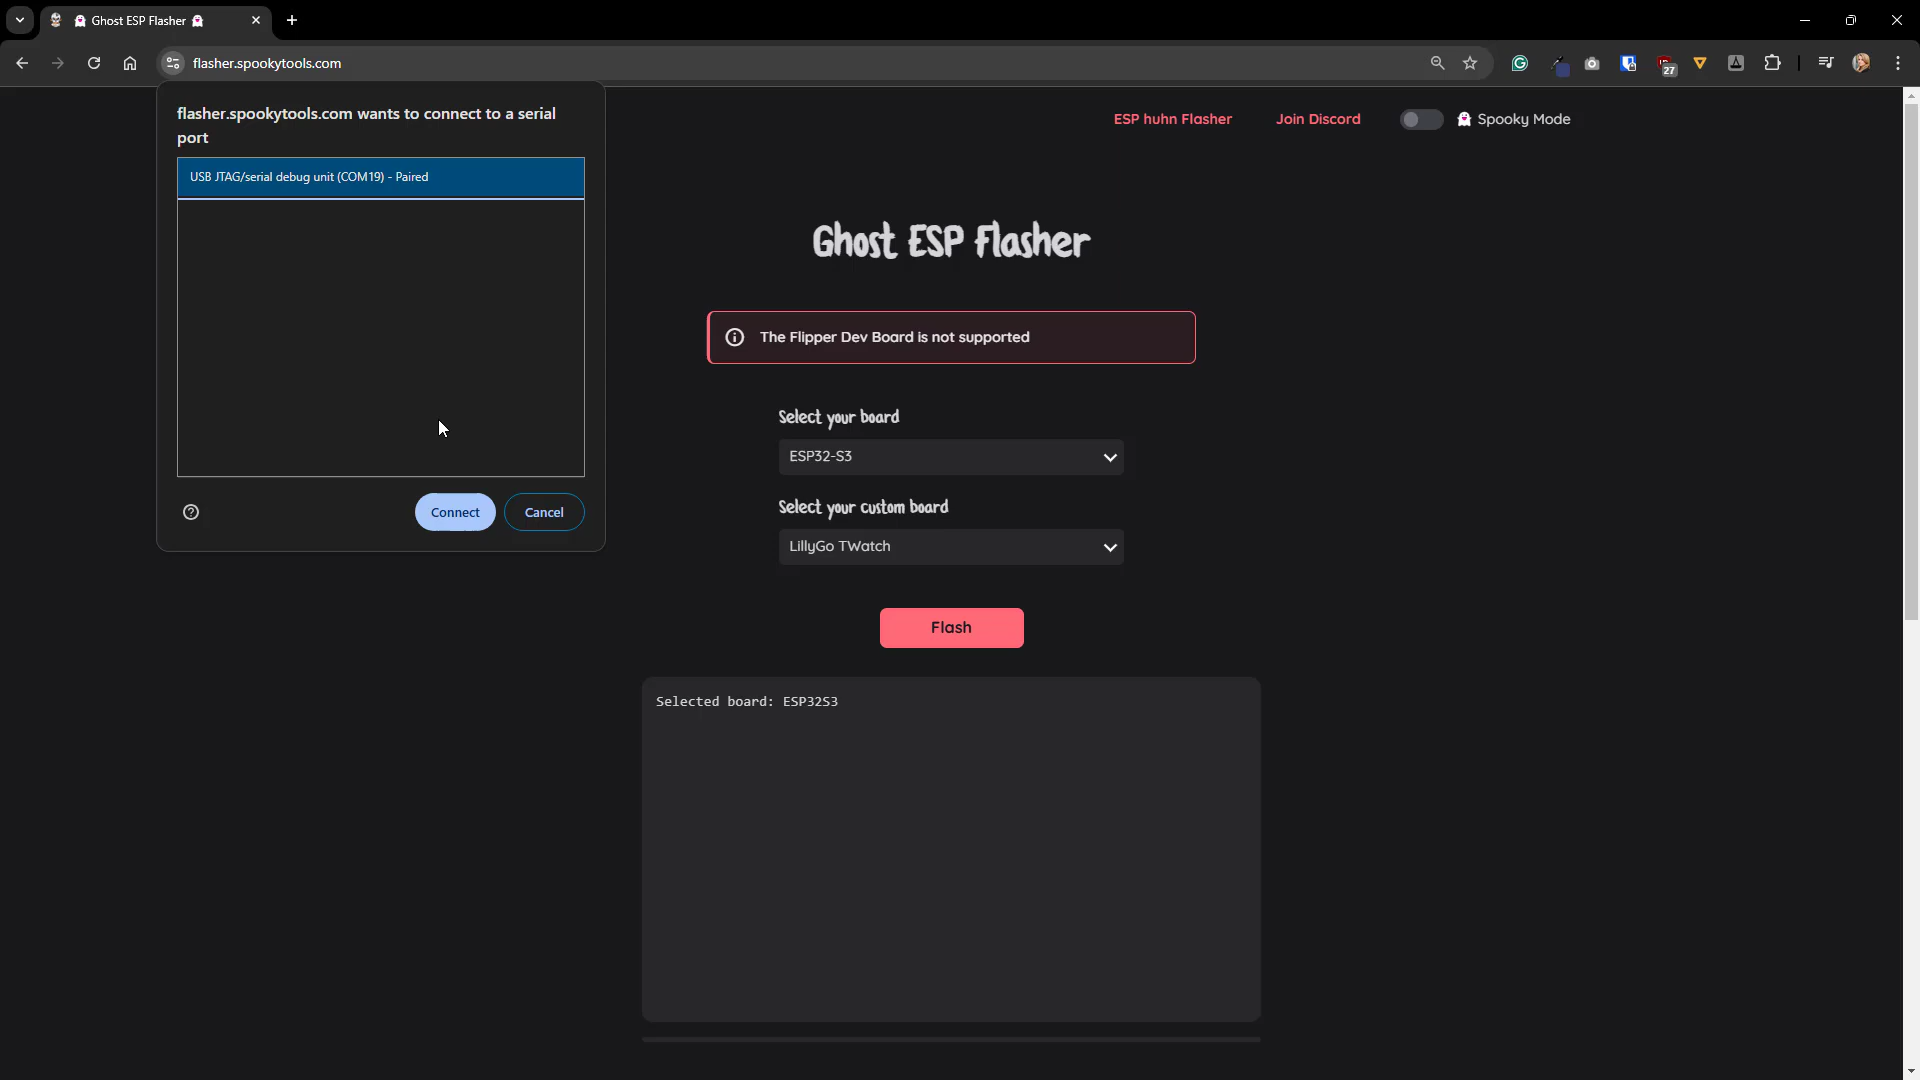 Ghost ESP Flasher
flasher.spookytools.com
27
flasher.spookytools.com wants to connect to a serial
port
USB JTAG/serial debug unit (COM19) - Paired
Connect
Cancel
ESP huhn Flasher
Join Discord
Spooky Mode
Ghost ESP Flasher
The Flipper Dev Board is not supported
Select your board
ESP32-S3
Select your custom board
LillyGo TWatch
Flash
Selected board: ESP32S3